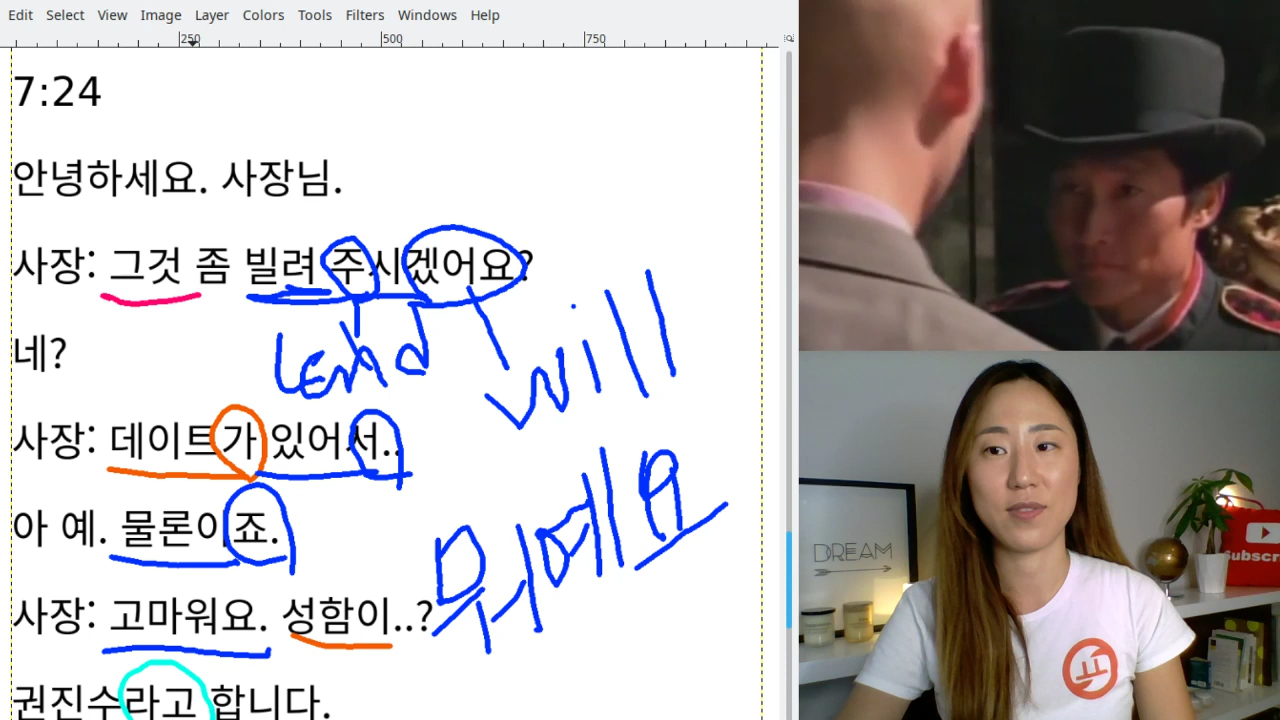 Edit Select View Image Layer Colors Tools Filters Windows Help
250 500 750
7:24
안녕하세요. 사장님.
사장: 그것 좀 빌려 주시겠어요?
Lend will
네?
사장: 데이트가 있어서..
아 예. 물론이죠.
뭐예요
사장: 고마워요. 성함이..?
권진수라고 합니다.
DREAM
Subscr